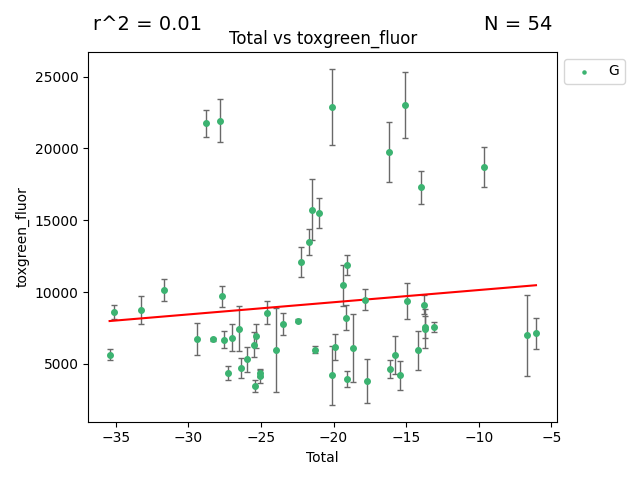 r^2 = 0.01
N = 54
Total vs toxgreen_fluor
G
25000
20000
15000
10000
5000
toxgreen_fluor
−35
−30
−25
−20
−15
−10
−5
Total